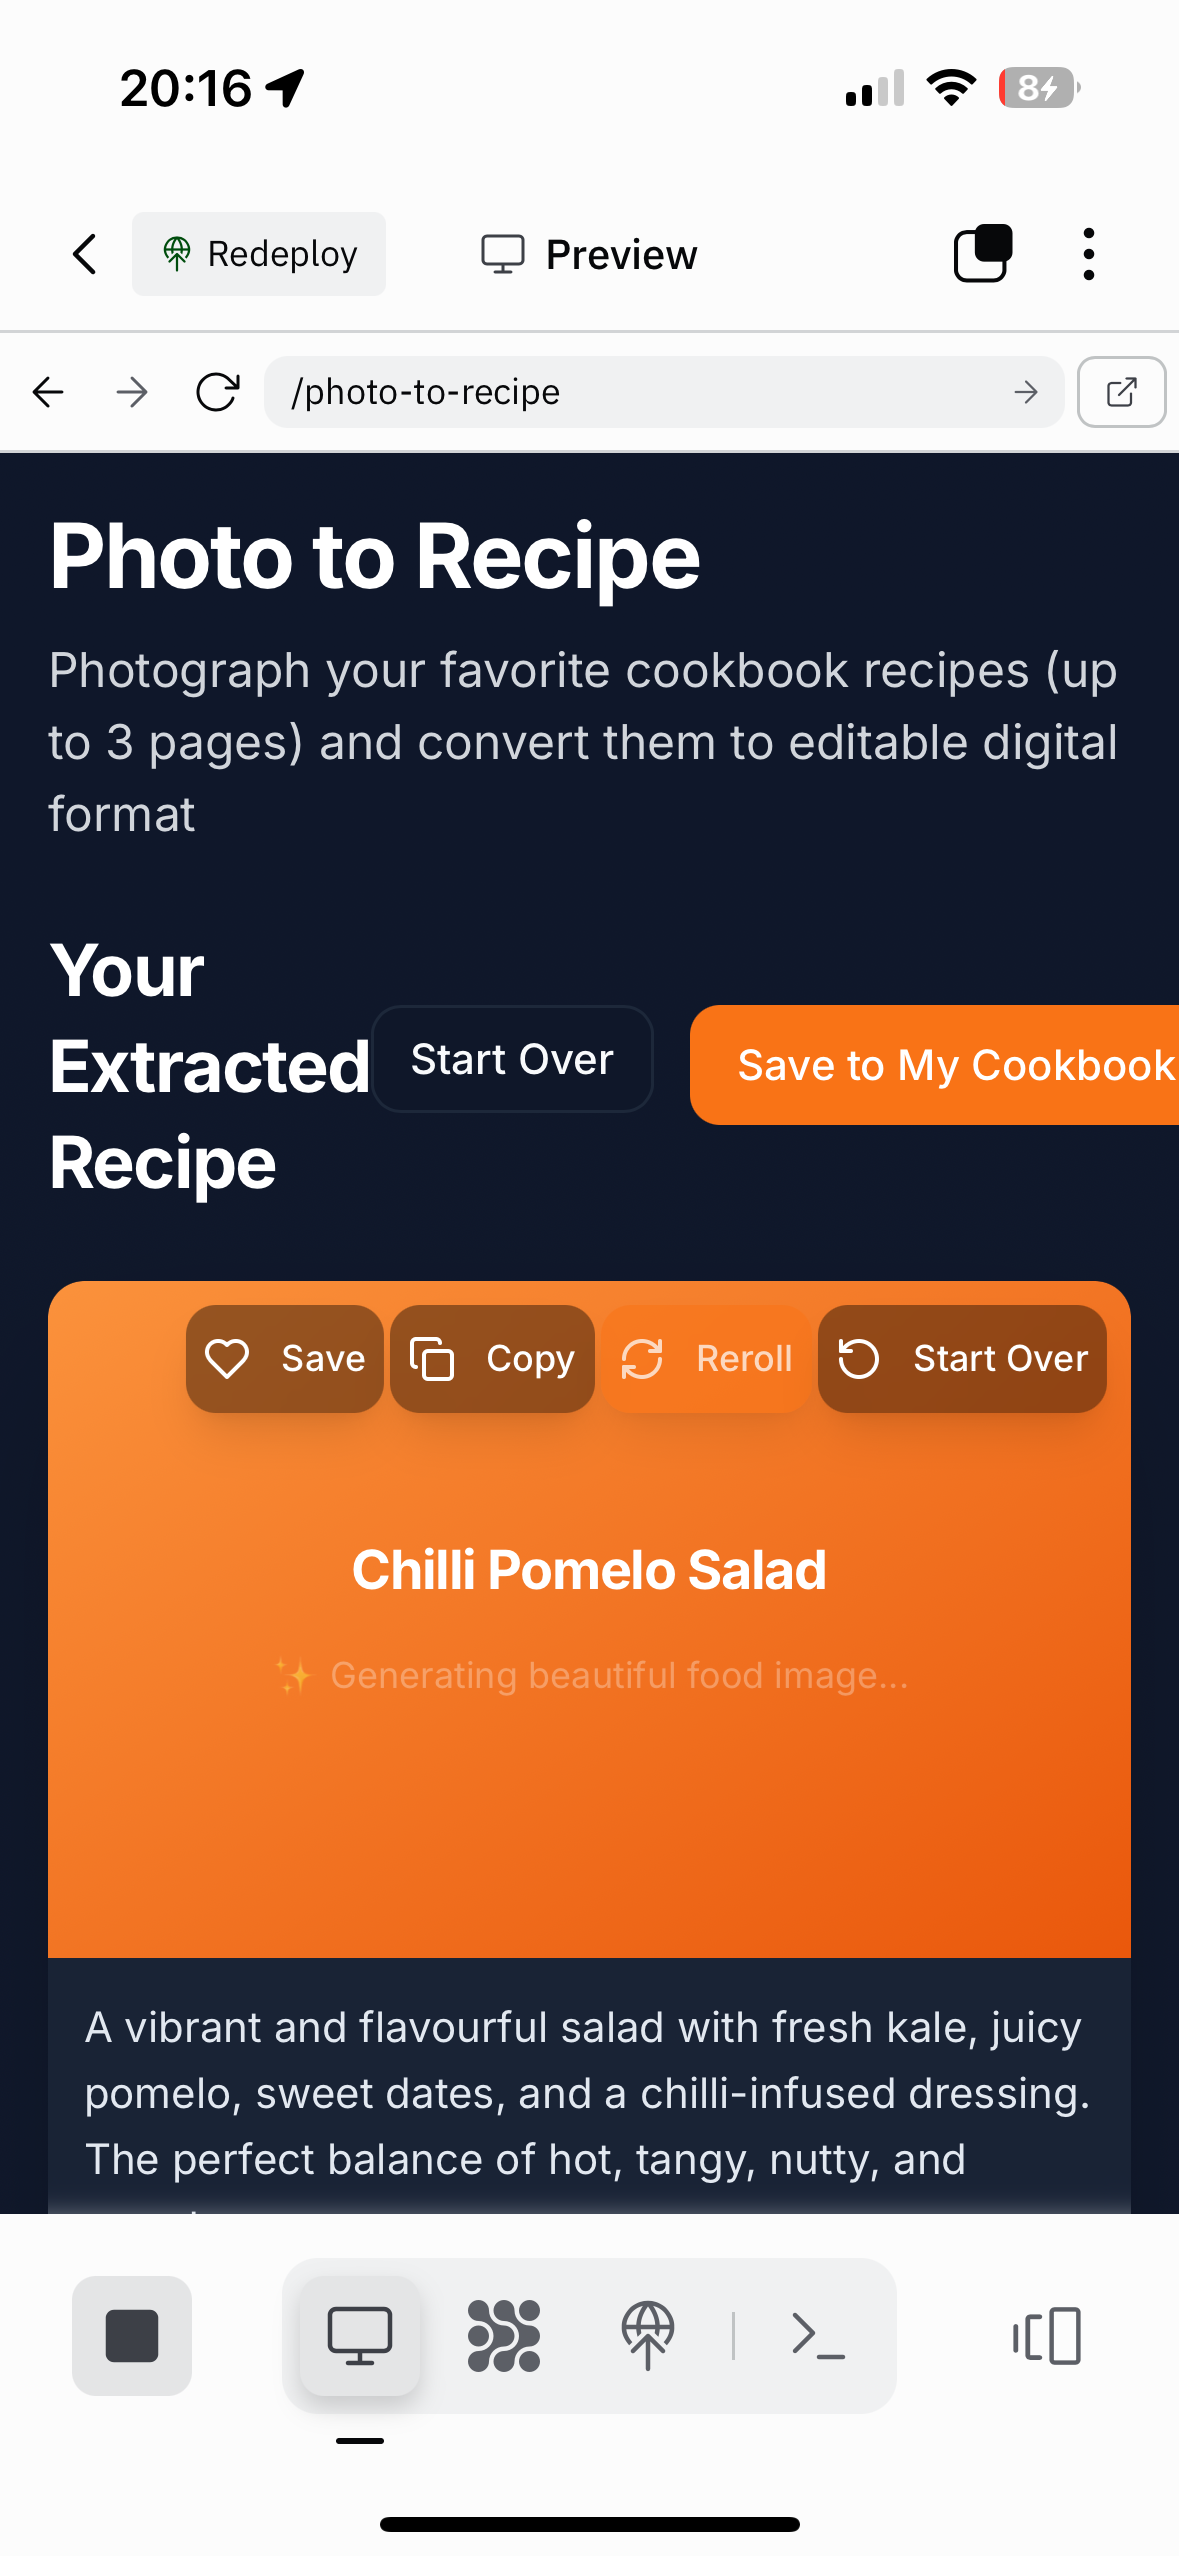 20:16
8
Redeploy
Preview
/photo-to-recipe
Photo to Recipe
Photograph your favorite cookbook recipes (up
to 3 pages) and convert them to editable digital
format
Your
Extracted
Recipe
Start Over
Save to My Cookbook
Save
Copy
Reroll
Start Over
Chilli Pomelo Salad
✨ Generating beautiful food image...
A vibrant and flavourful salad with fresh kale, juicy
pomelo, sweet dates, and a chilli-infused dressing.
The perfect balance of hot, tangy, nutty, and